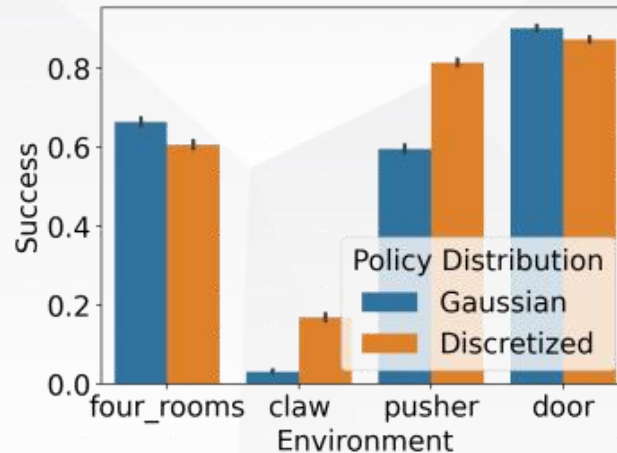 0.8
0.6
0.4
0.2
0.0
Success
Policy Distribution
Gaussian
Discretized
four_rooms claw pusher door
Environment